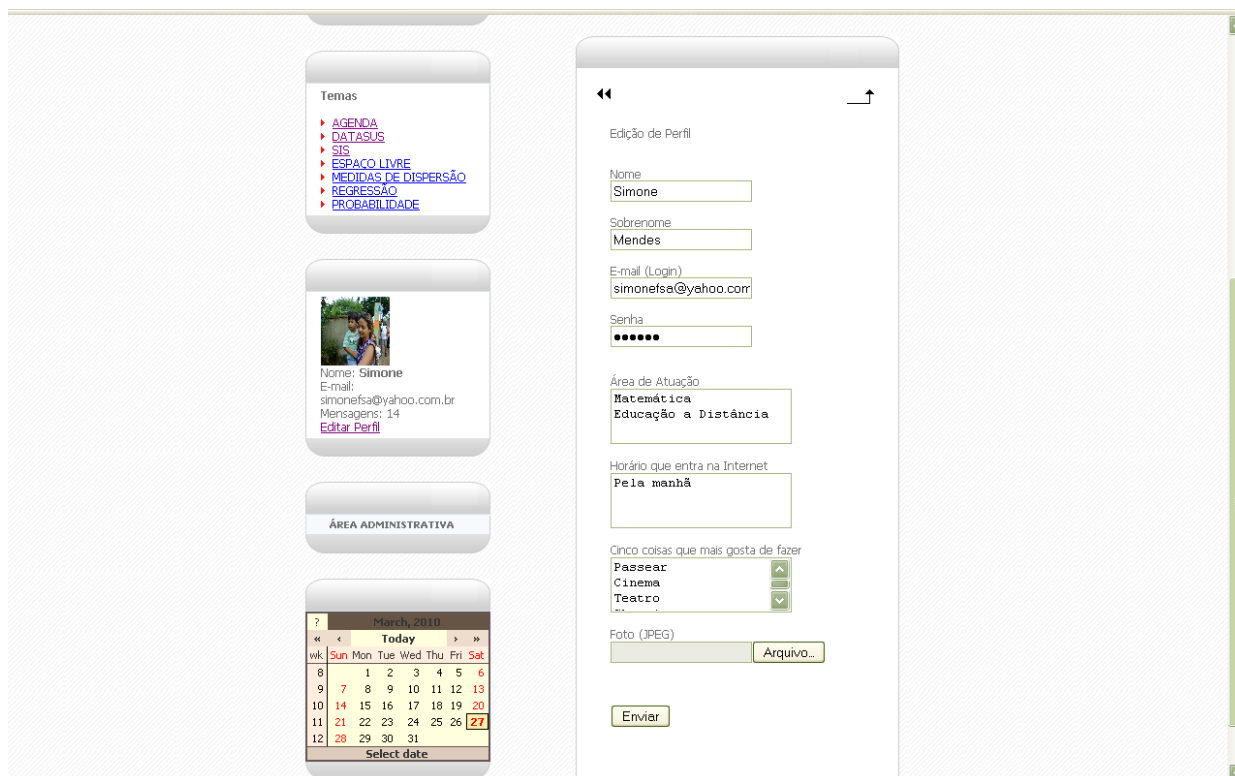 Temas
AGENDA
DATASUS
SIS
ESPAÇO LIVRE
MEDIDAS DE DISPERSÃO
REGRESSÃO
PROBABILIDADE
Nome: Simone
E-mail:
simonefsa@yahoo.com.br
Mensagens: 14
Editar Perfil
ÁREA ADMINISTRATIVA
? March, 2010
« ‹ Today › »
wk Sun Mon Tue Wed Thu Fri Sat
8 1 2 3 4 5 6
9 7 8 9 10 11 12 13
10 14 15 16 17 18 19 20
11 21 22 23 24 25 26 27
12 28 29 30 31
Select date
Edição de Perfil
Nome
Simone
Sobrenome
Mendes
E-mail (Login)
simonefsa@yahoo.com
Senha
●●●●●●
Área de Atuação
Matemática
Educação a Distância
Horário que entra na Internet
Pela manhã
Cinco coisas que mais gosta de fazer
Passear
Cinema
Teatro
Foto (JPEG)
Arquivo...
Enviar